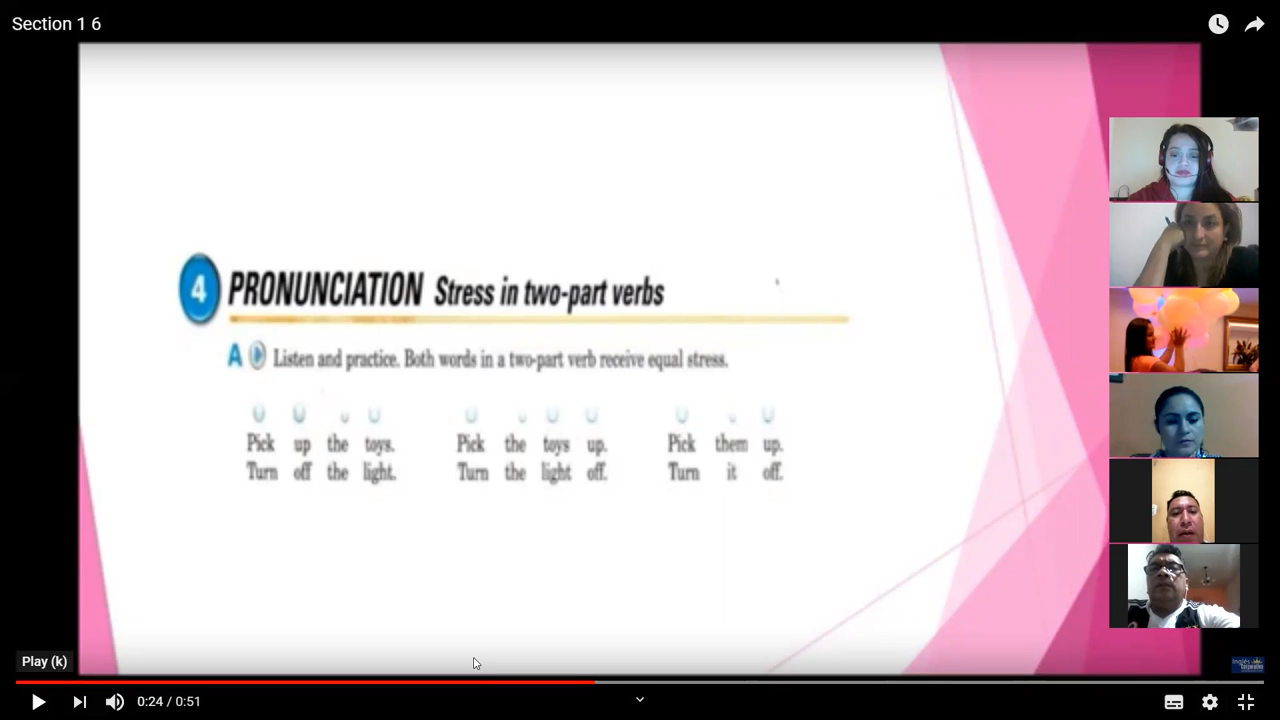 Section 1 6
4 PRONUNCIATION Stress in two-part verbs
A Listen and practice. Both words in a two-part verb receive equal stress.
Pick up the toys. Pick the toys up. Pick them up.
Turn off the light. Turn the light off. Turn it off.
Play (k)
Inglés Corporativo
0:24 / 0:51